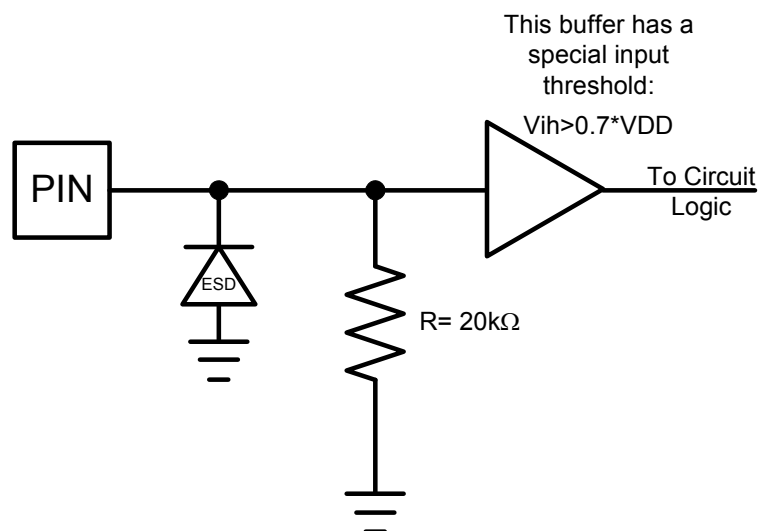 This buffer has a
special input
threshold:
Vih>0.7*VDD
PIN
To Circuit
Logic
ESD
R= 20kΩ